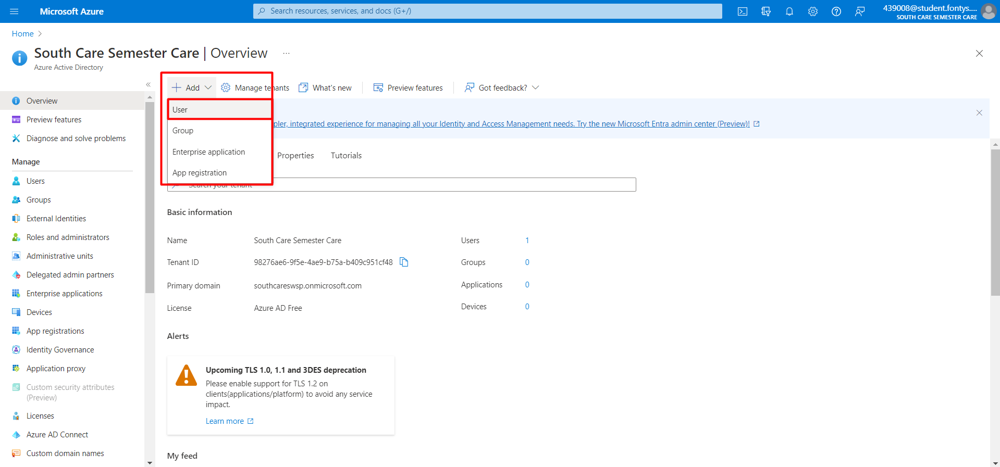 Microsoft Azure
Search resources, services, and docs (G+/)
439008@student.fontys....
SOUTH CARE SEMESTER CARE
Home
South Care Semester Care | Overview ...
Azure Active Directory
Add
Manage tenants
What's new
Preview features
Got feedback?
User
Group
Enterprise application
App registration
pler, integrated experience for managing all your Identity and Access Management needs. Try the new Microsoft Entra admin center (Preview)!
Properties
Tutorials
Search your tenant
Overview
Preview features
Diagnose and solve problems
Manage
Users
Groups
External Identities
Roles and administrators
Administrative units
Delegated admin partners
Enterprise applications
Devices
App registrations
Identity Governance
Application proxy
Custom security attributes
(Preview)
Licenses
Azure AD Connect
Custom domain names
Basic information
Name South Care Semester Care
Tenant ID 98276ae6-9f5e-4ae9-b75a-b409c951cf48
Primary domain southcareswsp.onmicrosoft.com
License Azure AD Free
Users 1
Groups 0
Applications 0
Devices 0
Alerts
Upcoming TLS 1.0, 1.1 and 3DES deprecation
Please enable support for TLS 1.2 on
clients(applications/platform) to avoid any service
impact.
Learn more
My feed